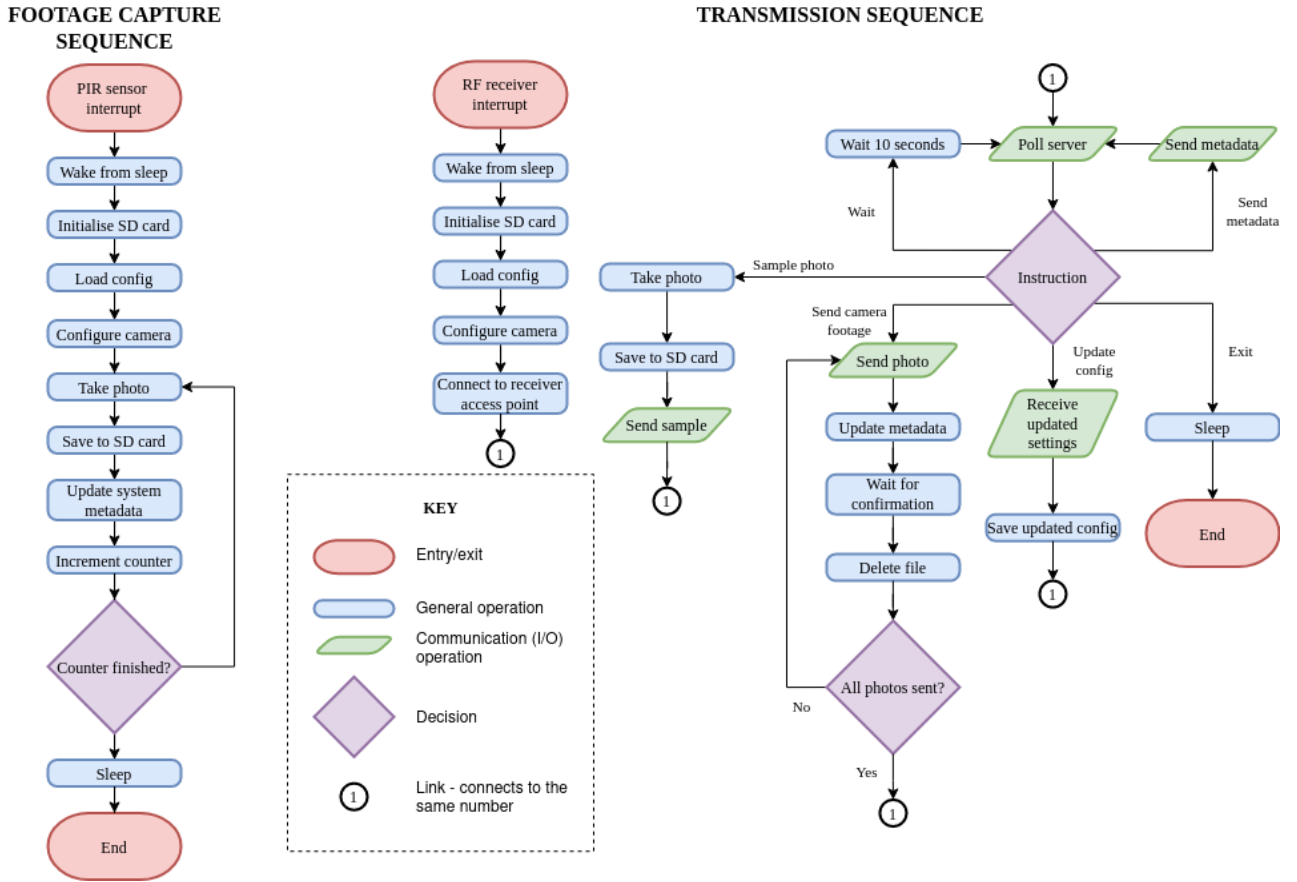 FOOTAGE CAPTURE
SEQUENCE
PIR sensor
interrupt
Wake from sleep
Initialise SD card
Load config
Configure camera
Take photo
Save to SD card
Update system
metadata
Increment counter
Counter finished?
Sleep
End
TRANSMISSION SEQUENCE
RF receiver
interrupt
Wake from sleep
Initialise SD card
Load config
Configure camera
Connect to receiver
access point
1
1
Wait 10 seconds
Poll server
Send metadata
Wait
Send
metadata
Instruction
Sample photo
Take photo
Save to SD card
Send sample
1
Send camera
footage
Send photo
Update metadata
Wait for
confirmation
Delete file
All photos sent?
No
Yes
1
Update
config
Receive
updated
settings
Save updated config
1
Exit
Sleep
End
KEY
Entry/exit
General operation
Communication (I/O)
operation
Decision
1
Link - connects to the
same number